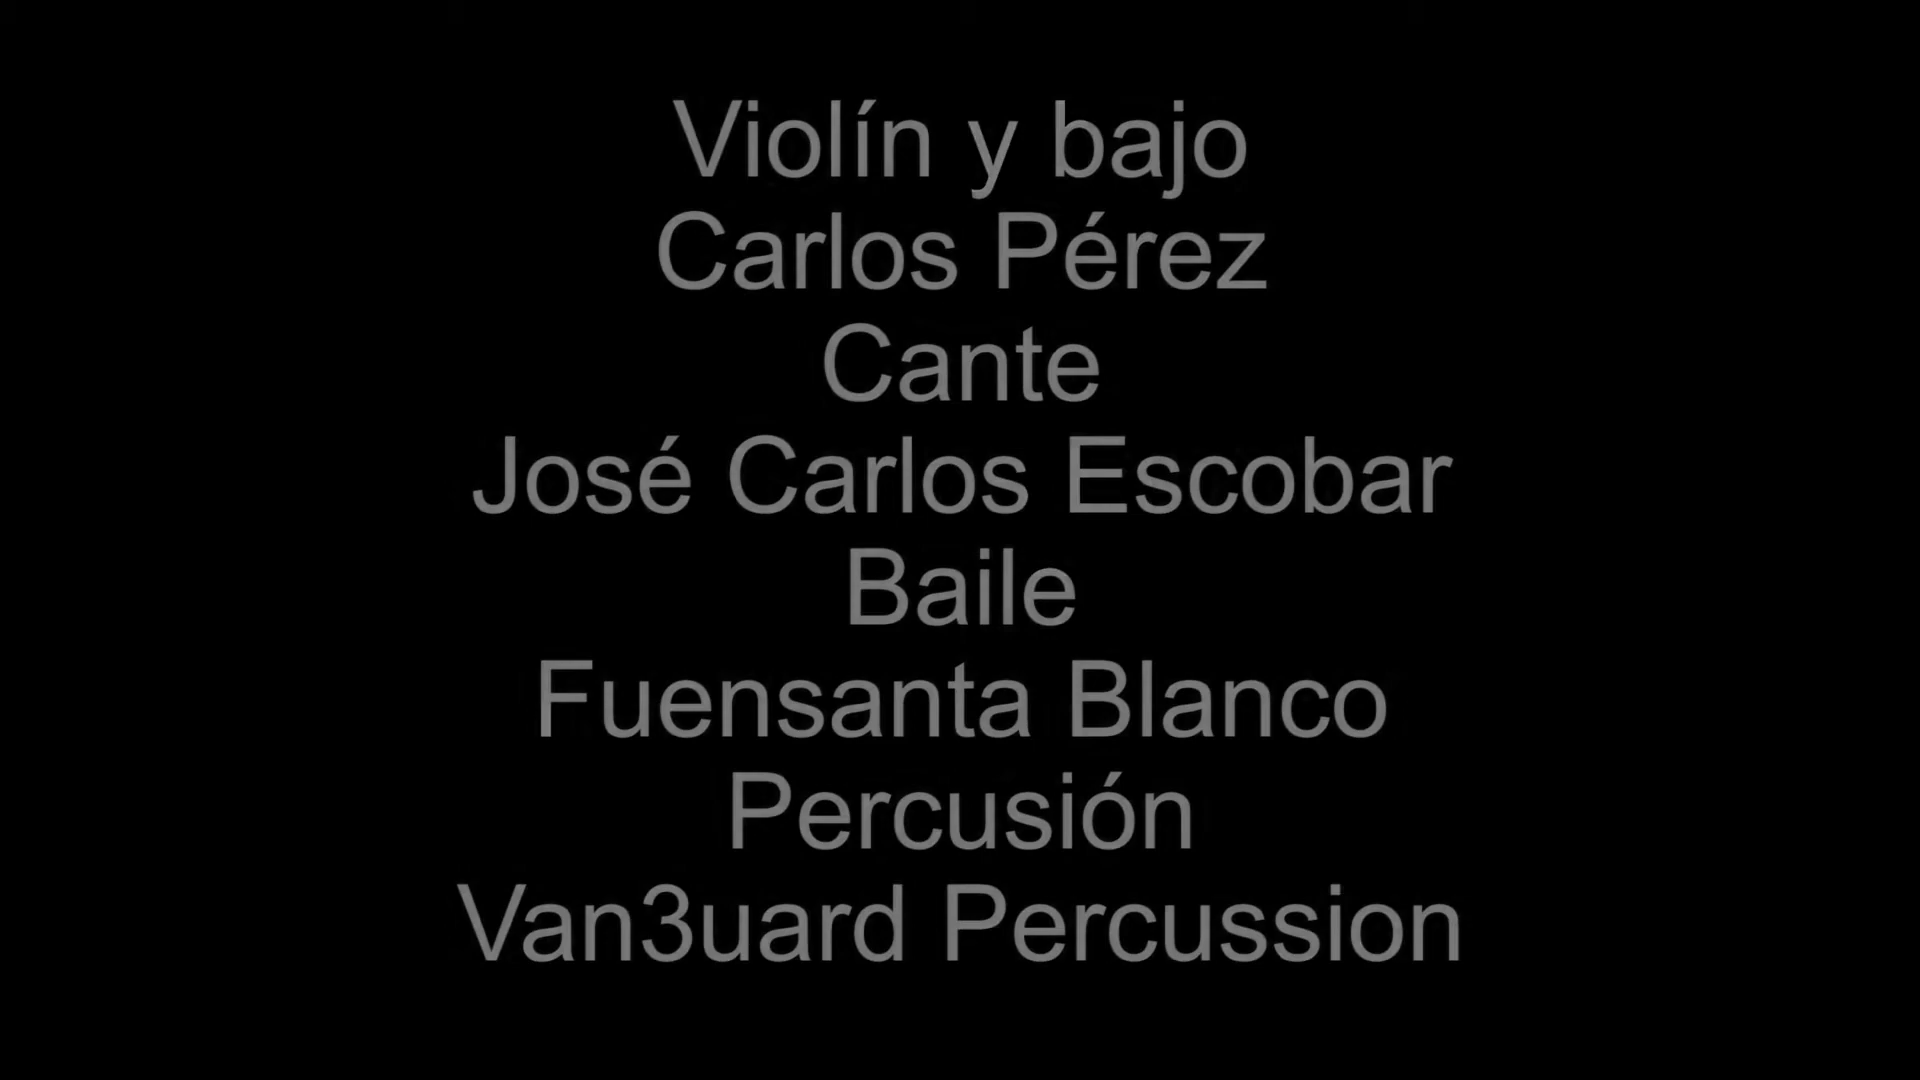 Violín y bajo
Carlos Pérez
Cante
José Carlos Escobar
Baile
Fuensanta Blanco
Percusión
Van3uard Percussion